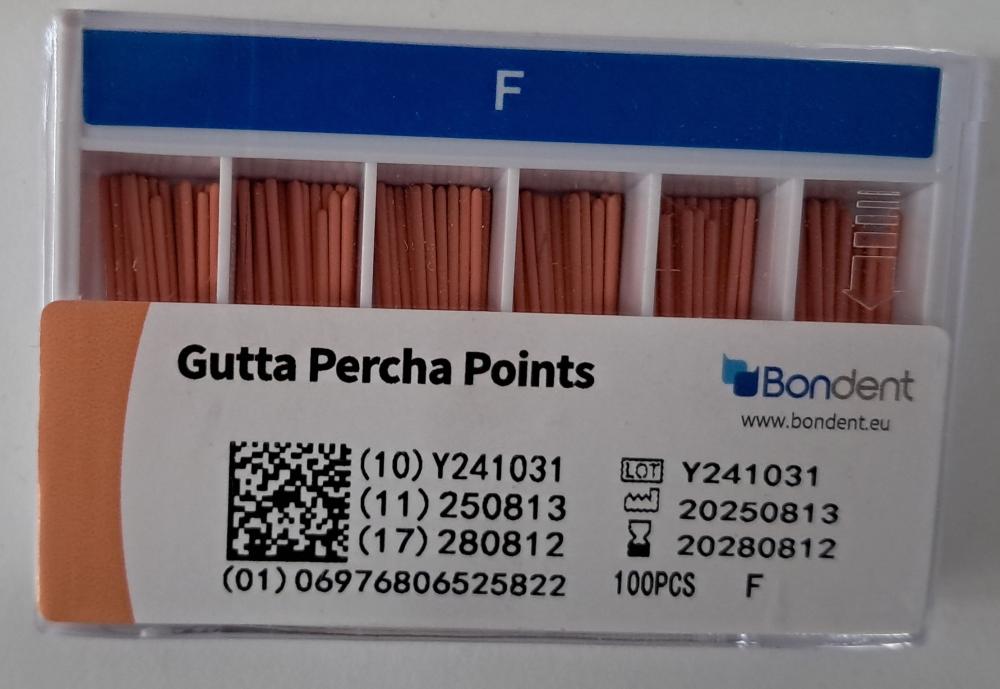 F
Gutta Percha Points
Bondent
www.bondent.eu
(10) Y241031
(11) 250813
(17) 280812
(01) 06976806525822
LOT Y241031
20250813
20280812
100PCS F